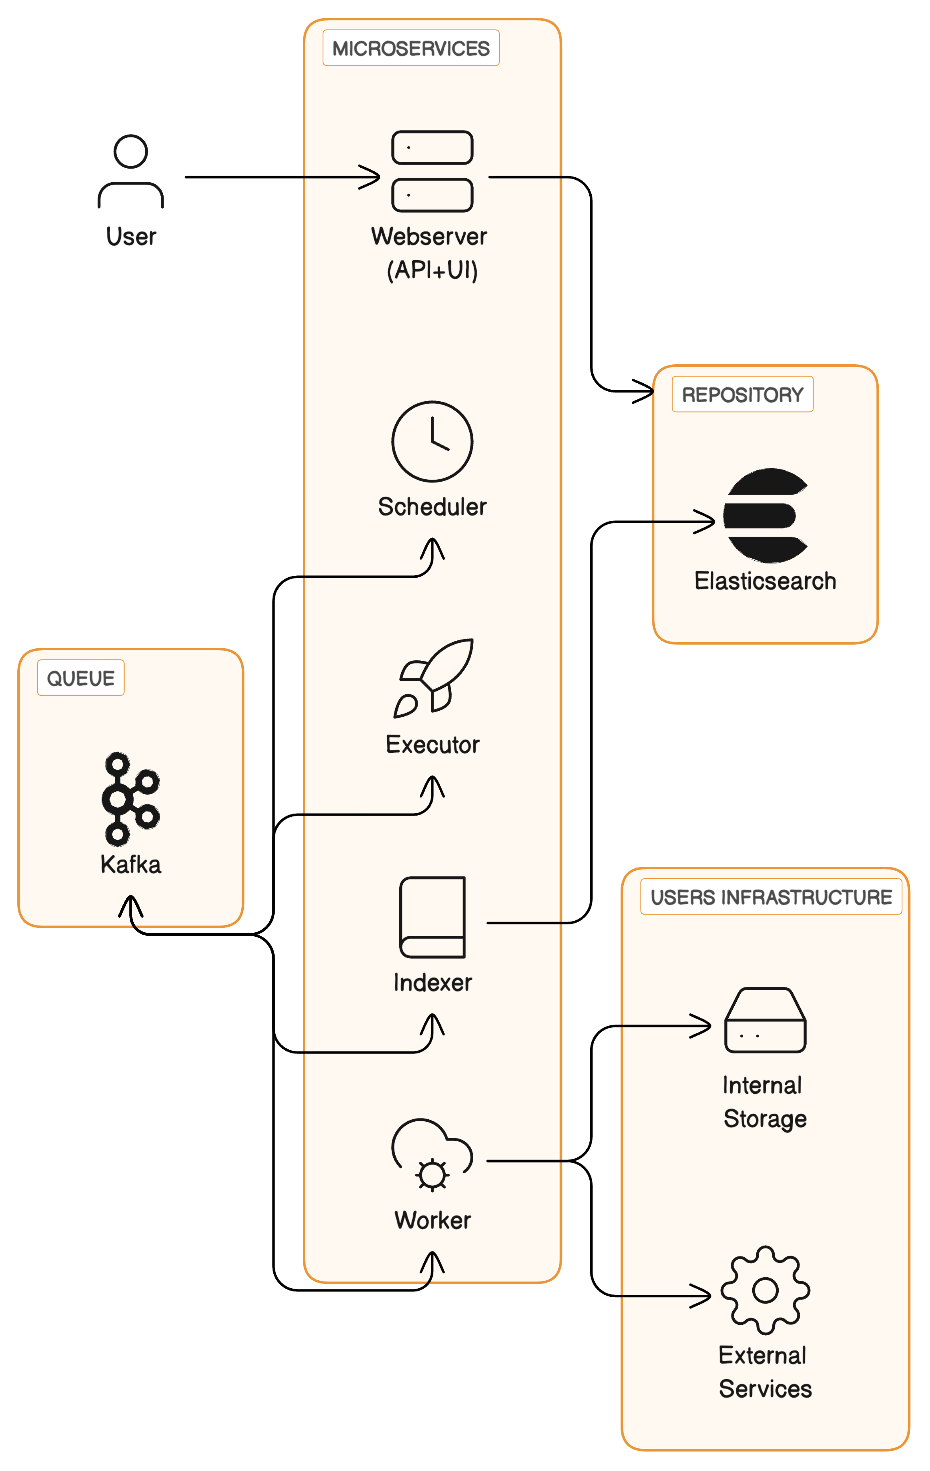 MICROSERVICES
User
Webserver
(API+UI)
REPOSITORY
Scheduler
Elasticsearch
QUEUE
Executor
Kafka
USERS INFRASTRUCTURE
Indexer
Internal
Storage
Worker
External
Services